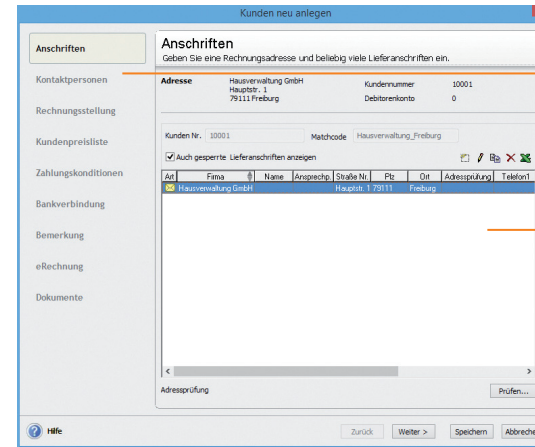 Kunden neu anlegen
Anschriften
Kontaktpersonen
Rechnungsstellung
Kundenpreisliste
Zahlungskonditionen
Bankverbindung
Bemerkung
eRechnung
Dokumente
Anschriften
Geben Sie eine Rechnungsadresse und beliebig viele Lieferanschriften ein.
Adresse Hausverwaltung GmbH Kundennummer 10001
Hauptstr. 1 Debitorenkonto 0
79111 Freiburg
Kunden Nr. 10001 Matchcode Hausverwaltung_Freiburg
Auch gesperrte Lieferanschriften anzeigen
Art Firma Name Ansprechp. Straße Nr. Plz Ort Adressprüfung Telefon1
Hausverwaltung GmbH Hauptstr. 1 79111 Freiburg
Adressprüfung Prüfen...
Hilfe Zurück Weiter > Speichern Abbreche